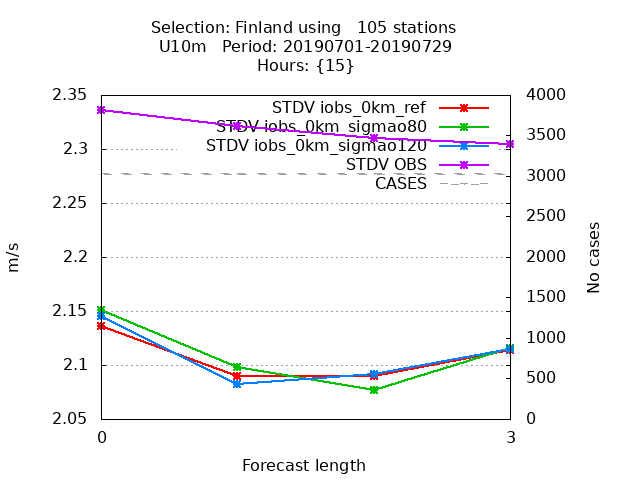 Selection: Finland using   105 stations
U10m   Period: 20190701-20190729
Hours: {15}
2.35
2.3
2.25
2.2
2.15
2.1
2.05
m/s
STDV iobs_0km_ref
STDV iobs_0km_sigmao80
STDV iobs_0km_sigmao120
STDV OBS
CASES
4000
3500
3000
2500
2000
1500
1000
500
0
No cases
0
3
Forecast length